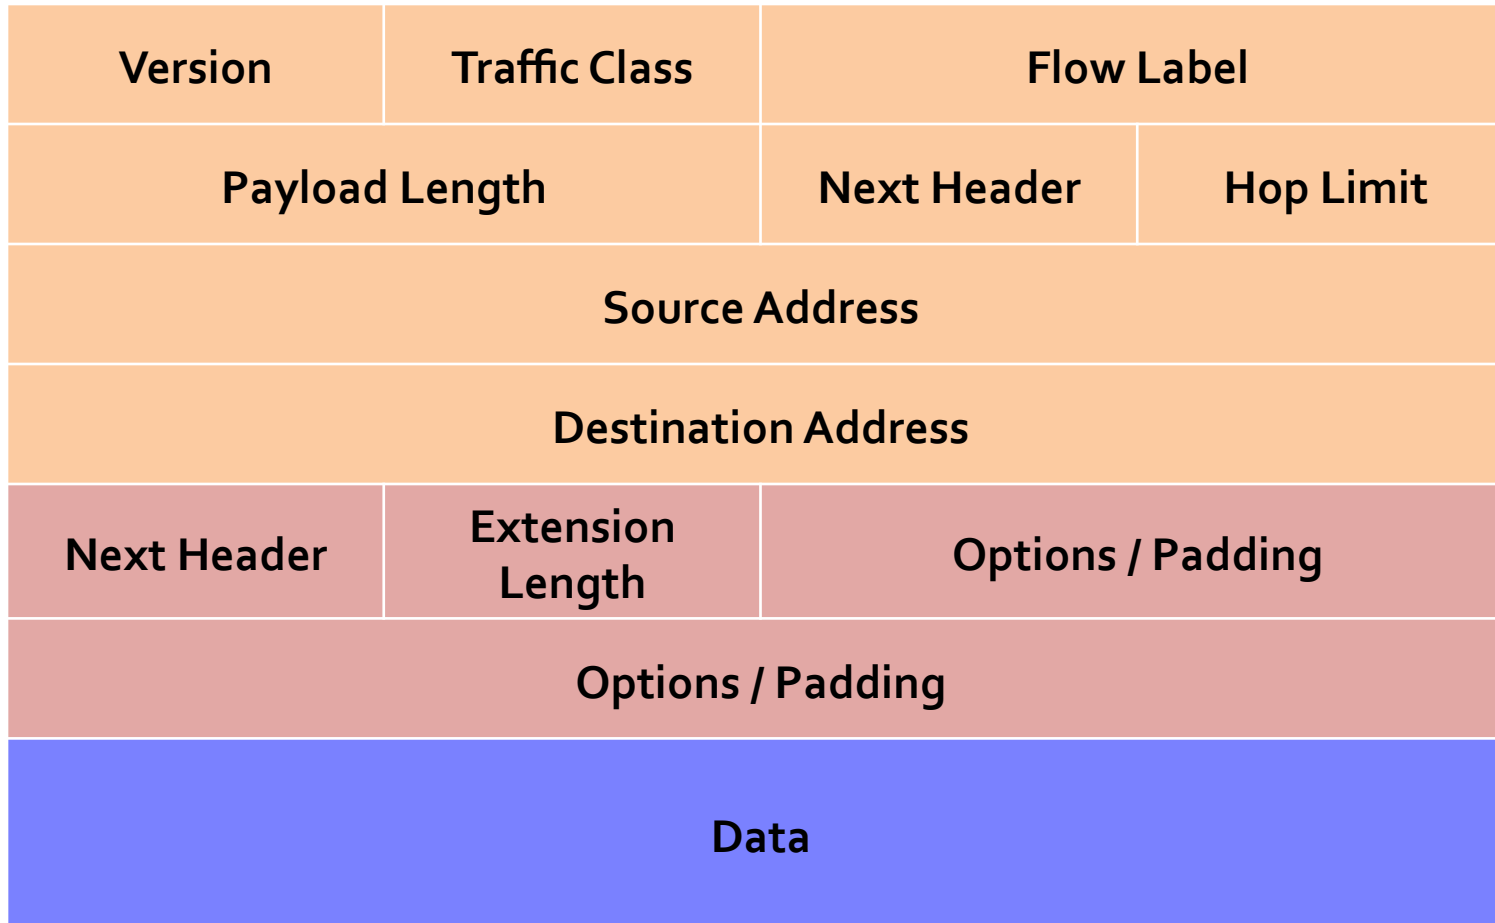 Version Traffic Class Flow Label
Payload Length Next Header Hop Limit
Source Address
Destination Address
Next Header Extension Length Options / Padding
Options / Padding
Data